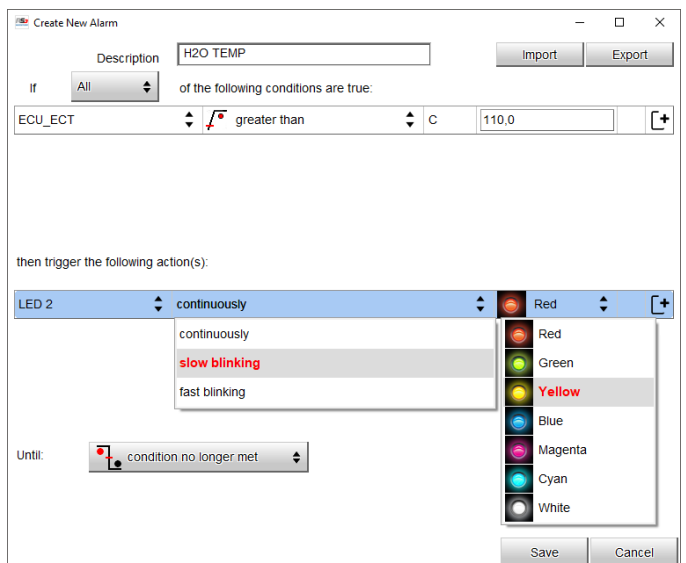 Create New Alarm
Description H2O TEMP Import Export
If All of the following conditions are true:
ECU_ECT greater than C 110,0
then trigger the following action(s):
LED 2 continuously Red
continuously
slow blinking
fast blinking
Red
Green
Yellow
Blue
Magenta
Cyan
White
Until: condition no longer met
Save Cancel